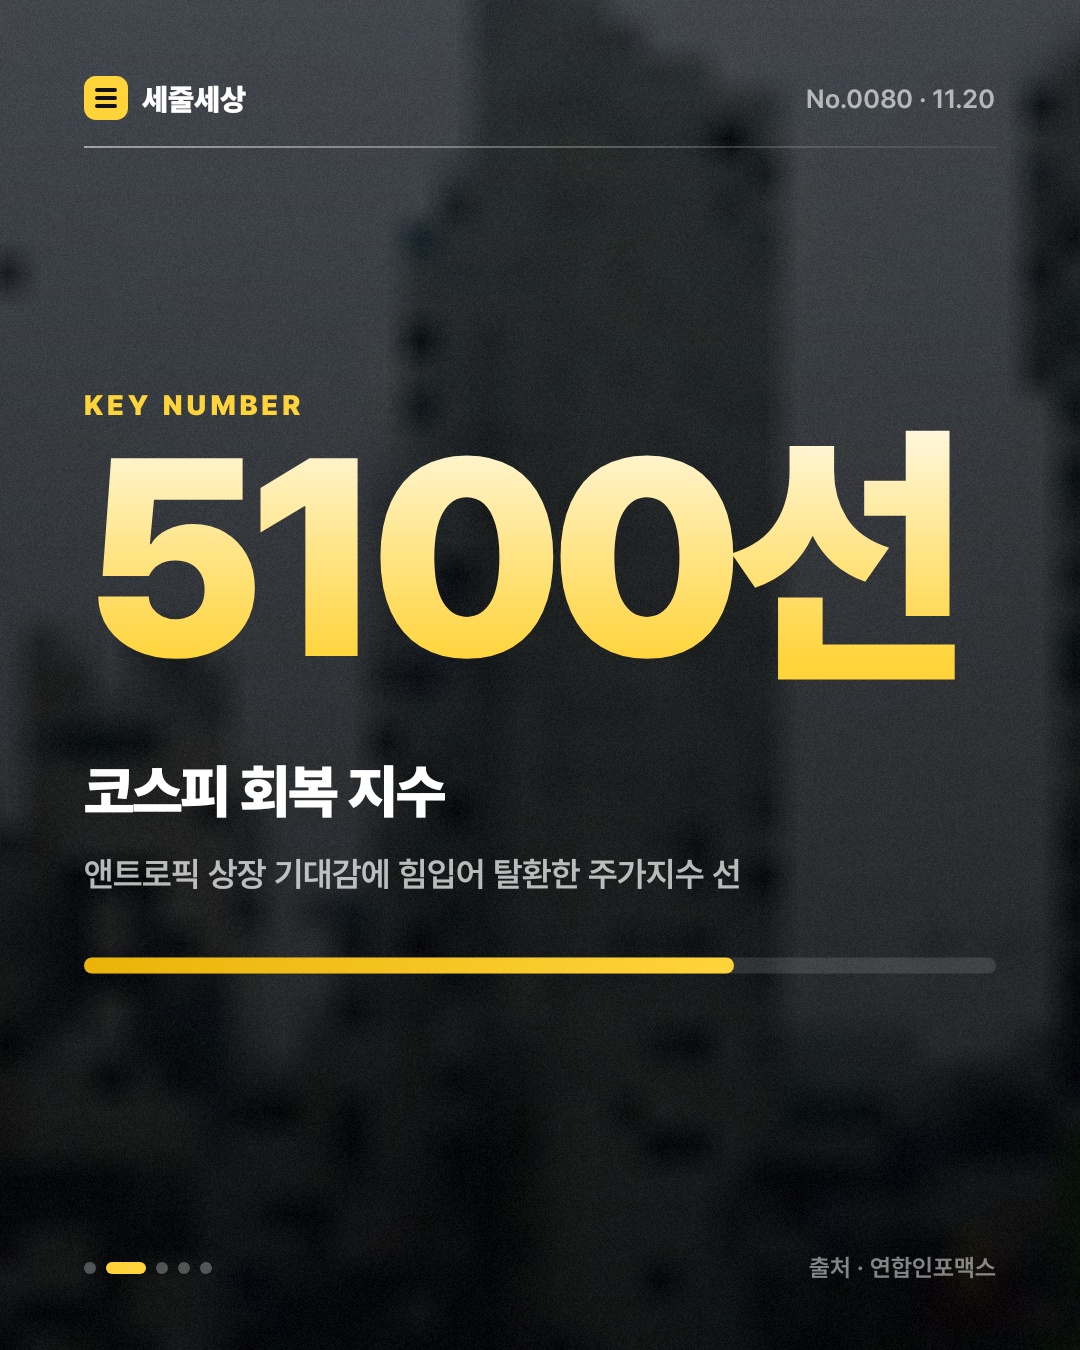 세줄세상
No.0080 · 11.20
KEY NUMBER
5100선
코스피 회복 지수
앤트로픽 상장 기대감에 힘입어 탈환한 주가지수 선
출처 · 연합인포맥스